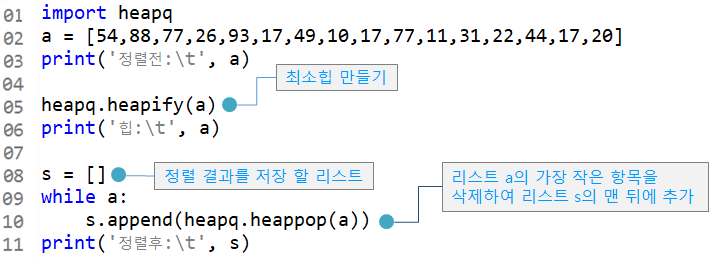 01 import heapq
02 a = [54,88,77,26,93,17,49,10,17,77,11,31,22,44,17,20]
03 print('정렬전:\t', a)
04 최소힙 만들기
05 heapq.heapify(a)
06 print('힙:\t', a)
07
08 s = [] 정렬 결과를 저장 할 리스트
09 while a:
10 s.append(heapq.heappop(a))
리스트 a의 가장 작은 항목을
삭제하여 리스트 s의 맨 뒤에 추가
11 print('정렬후:\t', s)